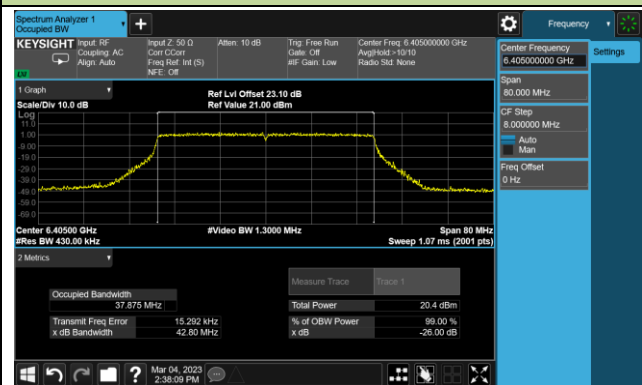 Spectrum Analyzer 1
Occupied BW
Frequency
KEYSIGHT
Input: RF
Coupling: AC
Align: Auto
Input Z: 50 Ω
Corr CCorr
Freq Ref: Int (S)
NFE: Off
Atten: 10 dB
Trig: Free Run
Gate: Off
#IF Gain: Low
Center Freq: 6.405000000 GHz
Avg|Hold:>10/10
Radio Std: None
1 Graph
Scale/Div 10.0 dB
Ref Lvl Offset 23.10 dB
Ref Value 21.00 dBm
Log
11.0
1.00
-9.00
-19.0
-29.0
-39.0
-49.0
-59.0
-69.0
Center 6.40500 GHz
#Res BW 430.00 kHz
#Video BW 1.3000 MHz
Span 80 MHz
Sweep 1.07 ms (2001 pts)
2 Metrics
Measure Trace
Trace 1
Occupied Bandwidth
37.875 MHz
Total Power
20.4 dBm
Transmit Freq Error
15.292 kHz
% of OBW Power
99.00 %
x dB Bandwidth
42.80 MHz
x dB
-26.00 dB
Mar 04, 2023
2:38:09 PM
Center Frequency
6.405000000 GHz
Settings
Span
80.000 MHz
CF Step
8.000000 MHz
Auto
Man
Freq Offset
0 Hz